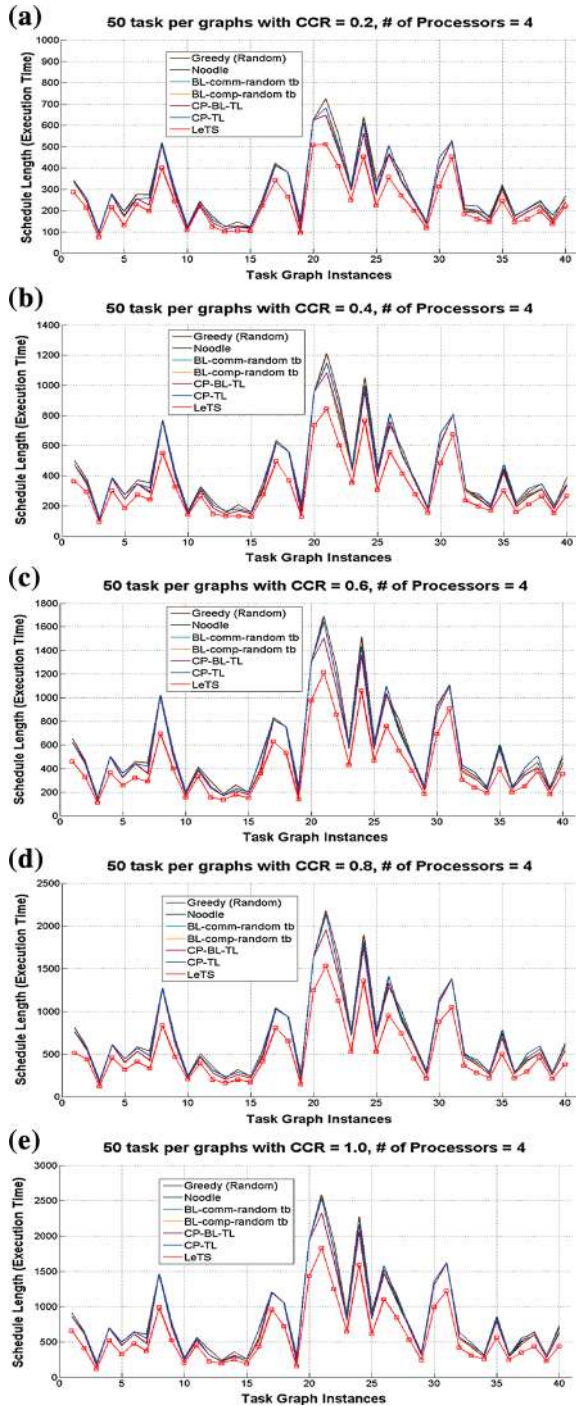 (a)
50 task per graphs with CCR = 0.2, # of Processors = 4
Schedule Length (Execution Time)
1000
900
800
700
600
500
400
300
200
100
0
Greedy (Random)
Noodle
BL-comm-random tb
BL-comp-random tb
CP-BL-TL
CP-TL
LeTS
0 5 10 15 20 25 30 35 40
Task Graph Instances
(b)
50 task per graphs with CCR = 0.4, # of Processors = 4
Schedule Length (Execution Time)
1400
1200
1000
800
600
400
200
0
Greedy (Random)
Noodle
BL-comm-random tb
BL-comp-random tb
CP-BL-TL
CP-TL
LeTS
0 5 10 15 20 25 30 35 40
Task Graph Instances
(c)
50 task per graphs with CCR = 0.6, # of Processors = 4
Schedule Length (Execution Time)
1800
1600
1400
1200
1000
800
600
400
200
0
Greedy (Random)
Noodle
BL-comm-random tb
BL-comp-random tb
CP-BL-TL
CP-TL
LeTS
0 5 10 15 20 25 30 35 40
Task Graph Instances
(d)
50 task per graphs with CCR = 0.8, # of Processors = 4
Schedule Length (Execution Time)
2500
2000
1500
1000
500
0
Greedy (Random)
Noodle
BL-comm-random tb
BL-comp-random tb
CP-BL-TL
CP-TL
LeTS
0 5 10 15 20 25 30 35 40
Task Graph Instances
(e)
50 task per graphs with CCR = 1.0, # of Processors = 4
Schedule Length (Execution Time)
3000
2500
2000
1500
1000
500
0
Greedy (Random)
Noodle
BL-comm-random tb
BL-comp-random tb
CP-BL-TL
CP-TL
LeTS
0 5 10 15 20 25 30 35 40
Task Graph Instances